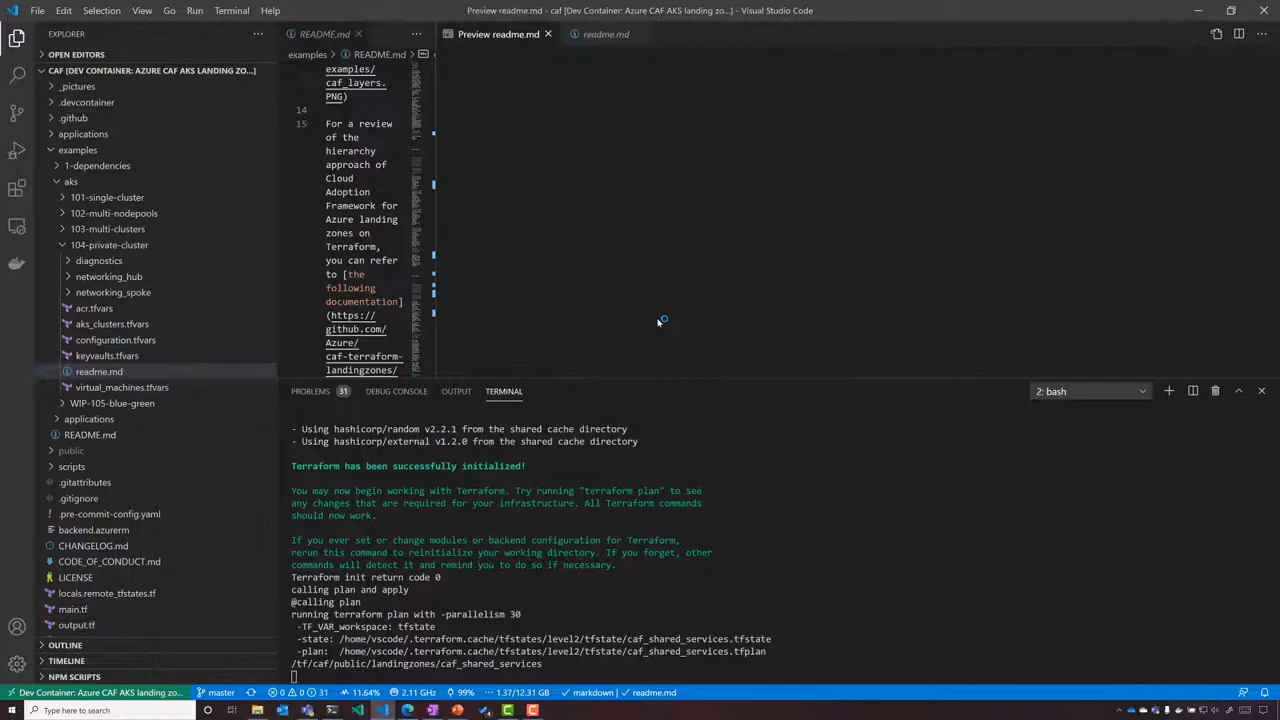 File Edit Selection View Go Run Terminal Help
Preview readme.md - caf [Dev Container: Azure CAF AKS landing zo... - Visual Studio Code
EXPLORER
OPEN EDITORS
CAF [DEV CONTAINER: AZURE CAF AKS LANDING ZO...]
_pictures
.devcontainer
.github
applications
examples
1-dependencies
aks
101-single-cluster
102-multi-nodepools
103-multi-clusters
104-private-cluster
diagnostics
networking_hub
networking_spoke
acr.tfvars
aks_clusters.tfvars
configuration.tfvars
keyvaults.tfvars
readme.md
virtual_machines.tfvars
WIP-105-blue-green
applications
README.md
public
scripts
.gitattributes
.gitignore
.pre-commit-config.yaml
backend.azurerm
CHANGELOG.md
CODE_OF_CONDUCT.md
LICENSE
locals.remote_tfstates.tf
main.tf
output.tf
OUTLINE
TIMELINE
NPM SCRIPTS
README.md
examples > README.md >
examples/
caf_layers.
PNG)
14
15 For a review
of the
hierarchy
approach of
Cloud
Adoption
Framework for
Azure landing
zones on
Terraform,
you can refer
to [the
following
documentation]
(https://
github.com/
Azure/
caf-terraform-
landingzones/
Preview readme.md
readme.md
PROBLEMS 31 DEBUG CONSOLE OUTPUT TERMINAL
2: bash
- Using hashicorp/random v2.2.1 from the shared cache directory
- Using hashicorp/external v1.2.0 from the shared cache directory
Terraform has been successfully initialized!
You may now begin working with Terraform. Try running "terraform plan" to see
any changes that are required for your infrastructure. All Terraform commands
should now work.
If you ever set or change modules or backend configuration for Terraform,
rerun this command to reinitialize your working directory. If you forget, other
commands will detect it and remind you to do so if necessary.
Terraform init return code 0
calling plan and apply
@calling plan
running terraform plan with -parallelism 30
-TF_VAR_workspace: tfstate
-state: /home/vscode/.terraform.cache/tfstates/level2/tfstate/caf_shared_services.tfstate
-plan: /home/vscode/.terraform.cache/tfstates/level2/tfstate/caf_shared_services.tfplan
/tf/caf/public/landingzones/caf_shared_services
Dev Container: Azure CAF AKS landing zo... master 0 0 31 11.64% 2.11 GHz 99% 1.37/12.31 GB markdown readme.md
Type here to search